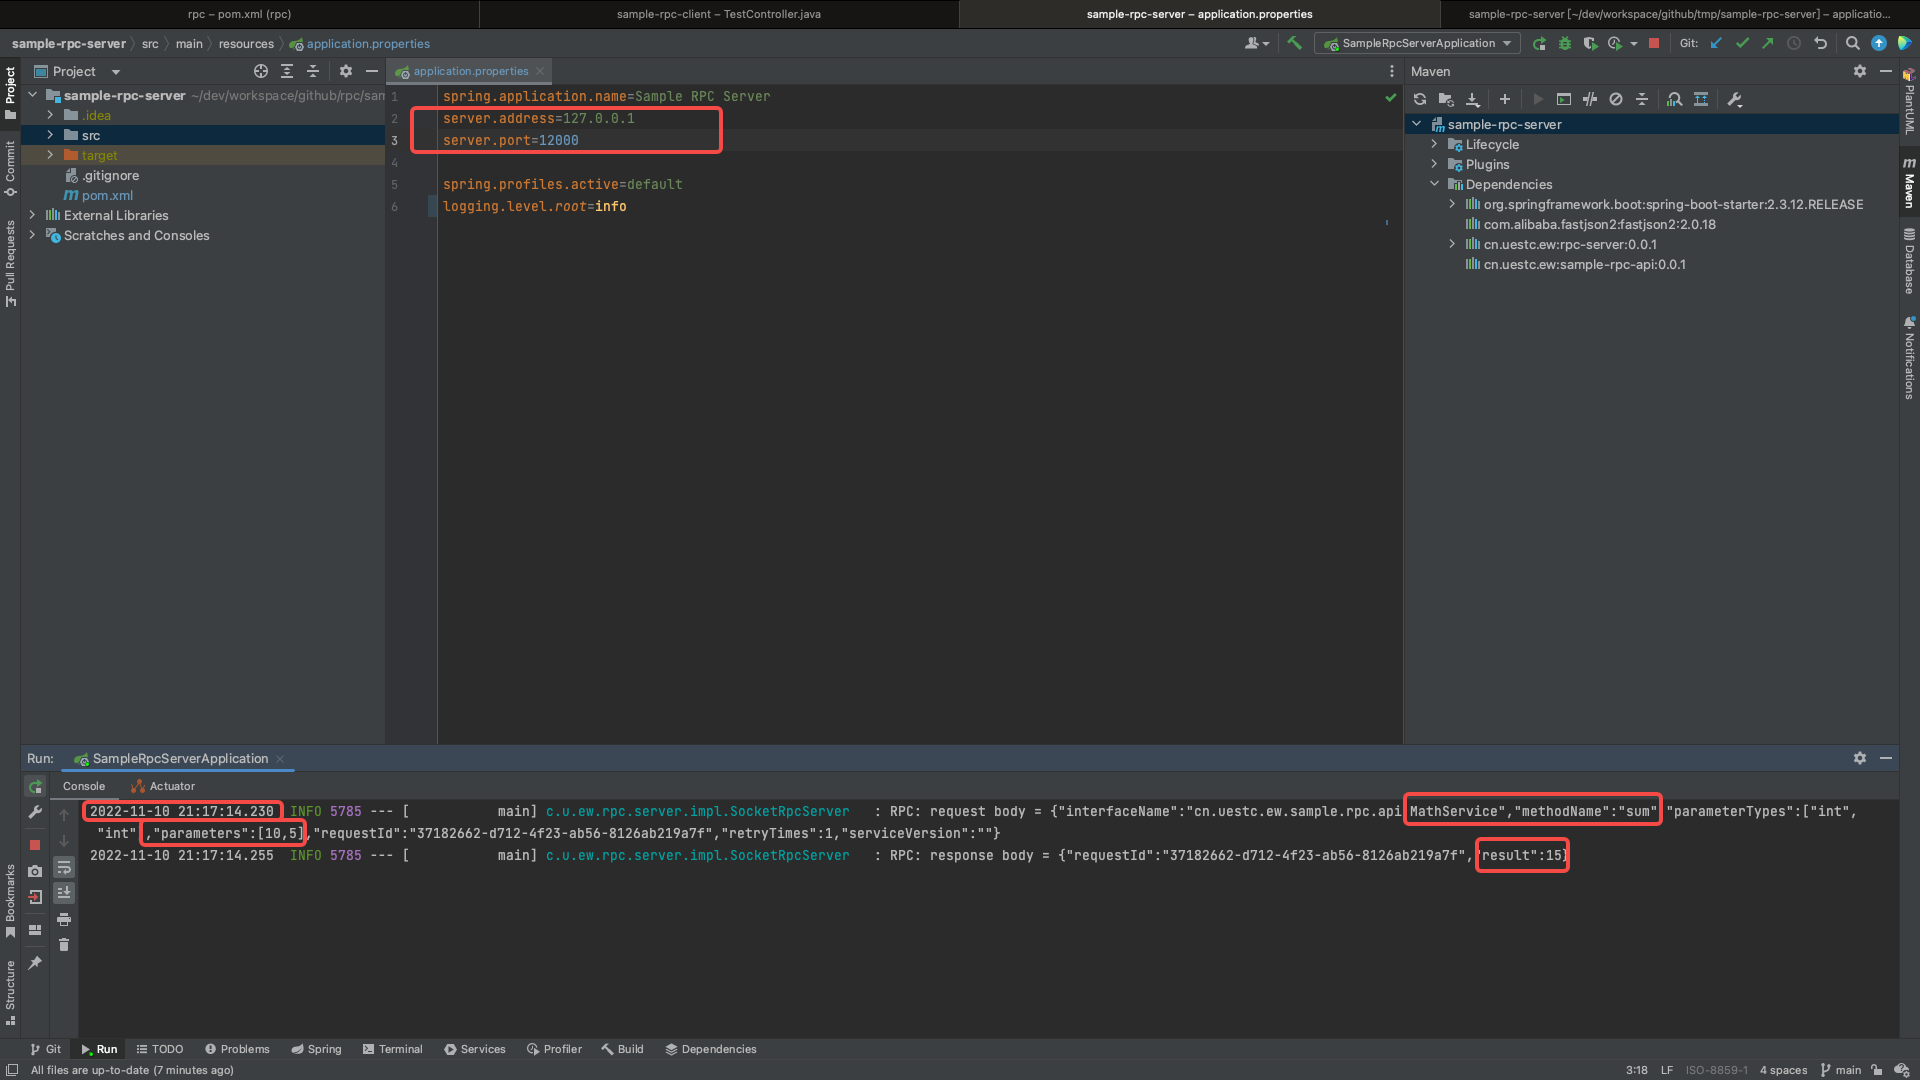 rpc – pom.xml (rpc)
sample-rpc-client – TestController.java
sample-rpc-server – application.properties
sample-rpc-server [~/dev/workspace/github/tmp/sample-rpc-server] – applicatio...
sample-rpc-server src main resources application.properties
SampleRpcServerApplication
Git:
Project
sample-rpc-server ~/dev/workspace/github/rpc/sam
.idea
src
target
.gitignore
pom.xml
External Libraries
Scratches and Consoles
application.properties
1 spring.application.name=Sample RPC Server
2 server.address=127.0.0.1
3 server.port=12000
4
5 spring.profiles.active=default
6 logging.level.root=info
Maven
sample-rpc-server
Lifecycle
Plugins
Dependencies
org.springframework.boot:spring-boot-starter:2.3.12.RELEASE
com.alibaba.fastjson2:fastjson2:2.0.18
cn.uestc.ew:rpc-server:0.0.1
cn.uestc.ew:sample-rpc-api:0.0.1
Project
Commit
Pull Requests
Bookmarks
Structure
PlantUML
Maven
Database
Notifications
Run: SampleRpcServerApplication
Console Actuator
2022-11-10 21:17:14.230 INFO 5785 --- [ main] c.u.ew.rpc.server.impl.SocketRpcServer : RPC: request body = {"interfaceName":"cn.uestc.ew.sample.rpc.api MathService","methodName":"sum" "parameterTypes":["int",
"int" ,"parameters":[10,5],"requestId":"37182662-d712-4f23-ab56-8126ab219a7f","retryTimes":1,"serviceVersion":""}
2022-11-10 21:17:14.255 INFO 5785 --- [ main] c.u.ew.rpc.server.impl.SocketRpcServer : RPC: response body = {"requestId":"37182662-d712-4f23-ab56-8126ab219a7f","result":15}
Git Run TODO Problems Spring Terminal Services Profiler Build Dependencies
All files are up-to-date (7 minutes ago)
3:18 LF ISO-8859-1 4 spaces main